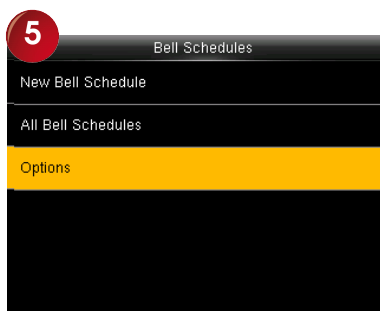 5
Bell Schedules
New Bell Schedule
All Bell Schedules
Options